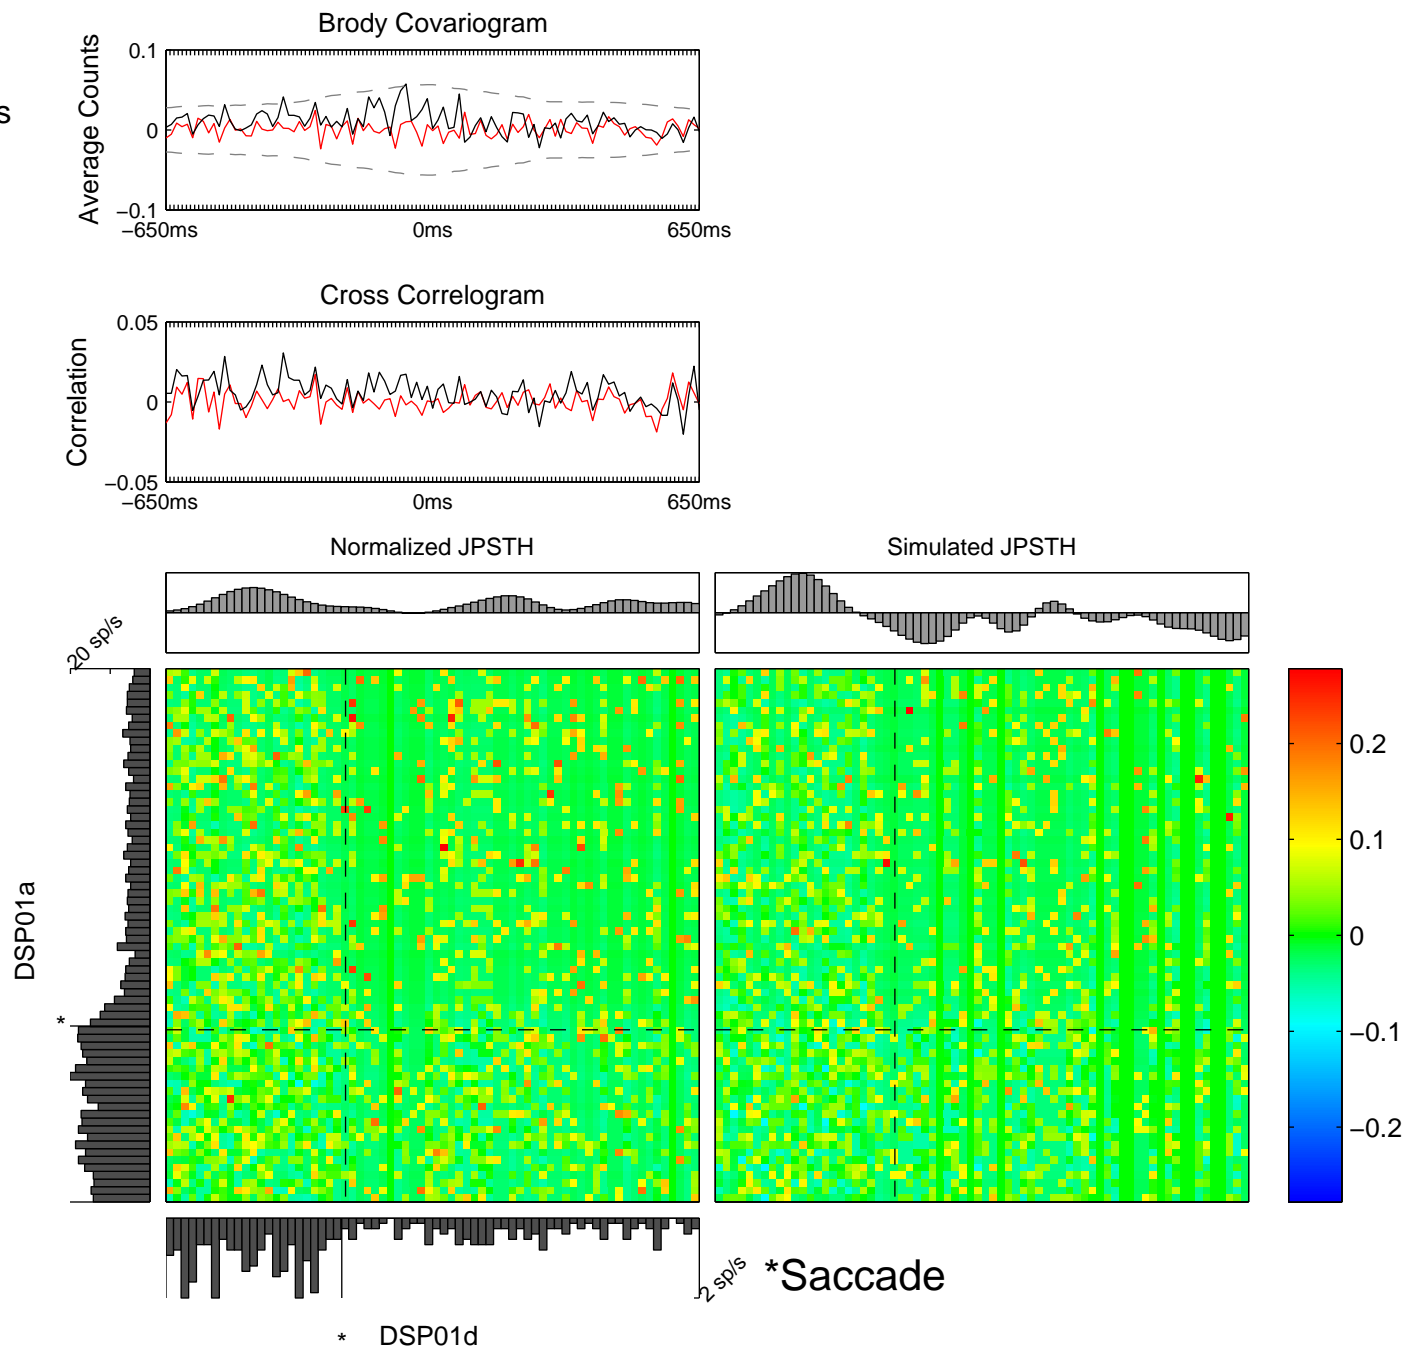 Brody Covariogram
s
Average Counts
0.1
0
−0.1
−650ms 0ms 650ms
Cross Correlogram
Correlation
0.05
0
−0.05
−650ms 0ms 650ms
Normalized JPSTH
Simulated JPSTH
20 sp/s
DSP01a
*
0.2
0.1
0
−0.1
−0.2
2 sp/s
*Saccade
* DSP01d